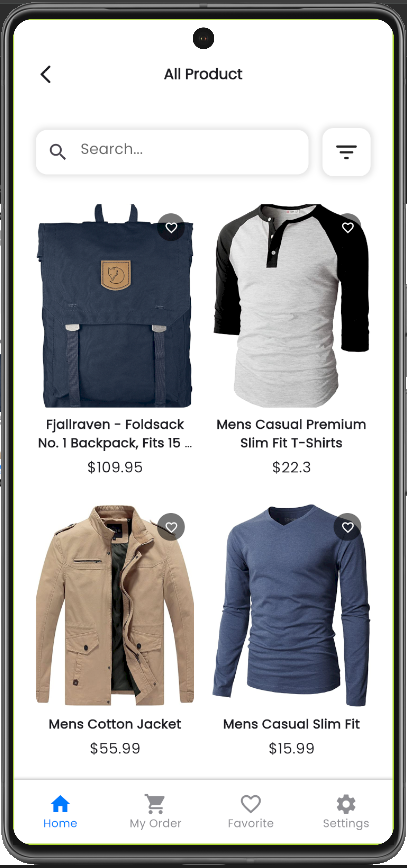 All Product
Search...
Fjallraven - Foldsack
No. 1 Backpack, Fits 15 ...
$109.95
Mens Casual Premium
Slim Fit T-Shirts
$22.3
Mens Cotton Jacket
$55.99
Mens Casual Slim Fit
$15.99
Home
My Order
Favorite
Settings